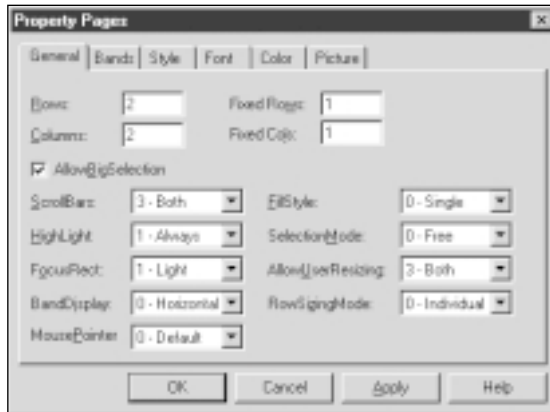 Property Pages
General Bands Style Font Color Picture
Rows: 2 Fixed Rows: 1
Columns: 2 Fixed Cols: 1
AllowBigSelection
ScrollBars: 3 - Both FillStyle: 0 - Single
HighLight 1 - Always SelectionMode: 0 - Free
FocusRect: 1 - Light AllowUserResizing: 3 - Both
BandDisplay: 0 - Horizontal RowSizingMode: 0 - Individual
MousePointer 0 - Default
OK Cancel Apply Help